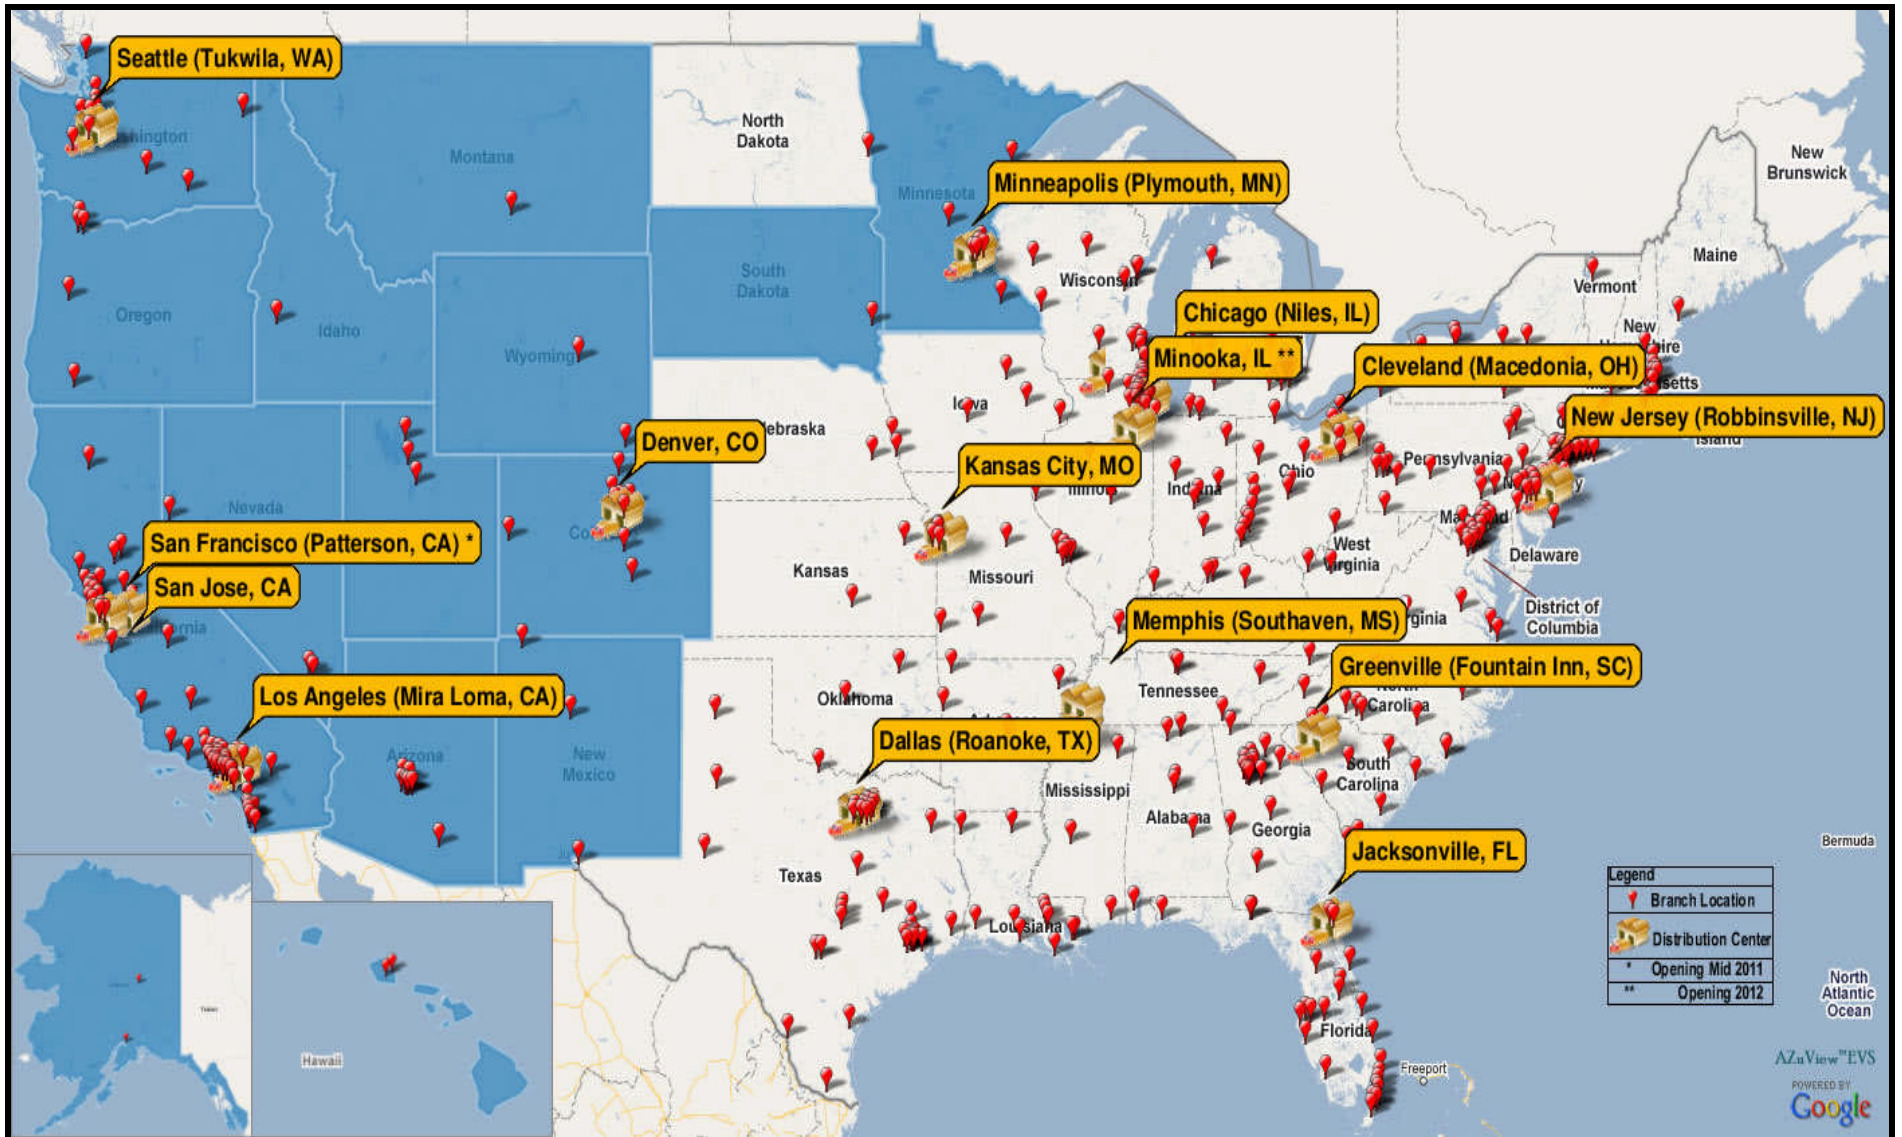 Seattle (Tukwila, WA)
Montana
North
Dakota
New
Brunswick
Minnesota
Minneapolis (Plymouth, MN)
Maine
South
Dakota
Vermont
Oregon
Idaho
Wyoming
Chicago (Niles, IL)
New
Minooka, IL **
Cleveland (Macedonia, OH)
Iowa
New Jersey (Robbinsville, NJ)
Denver, CO
Kansas City, MO
Ohio
Pennsylvania
Nevada
San Francisco (Patterson, CA) *
West
Virginia
Delaware
Kansas
Missouri
San Jose, CA
District of
Columbia
Memphis (Southaven, MS)
Greenville (Fountain Inn, SC)
Los Angeles (Mira Loma, CA)
Oklahoma
Tennessee
Carolina
Dallas (Roanoke, TX)
Arizona
New
Mexico
South
Carolina
Mississippi
Alabama
Georgia
Bermuda
Jacksonville, FL
Texas
Louisiana
Legend
Branch Location
Distribution Center
* Opening Mid 2011
** Opening 2012
North
Atlantic
Ocean
Florida
Hawaii
Freeport
AZuView™EVS
POWERED BY
Google